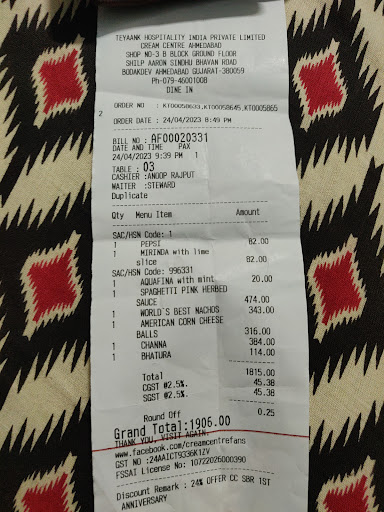 TEYAANK HOSPITALITY INDIA PRIVATE LIMITED
CREAM CENTRE AHMEDABAD
SHOP NO-3 B BLOCK GROUND FLOOR
SHILP AARON SINDHU BHAVAN ROAD
BODAKDEV AHMEDABAD GUJARAT-380059
Ph-079-46001008
DINE IN
ORDER NO : KT00058633,KT00058645,KT0005865
2
ORDER DATE : 24/04/2023 8:49 PM
BILL NO : AF00020331
DATE AND TIME PAX
24/04/2023 9:39 PM 1
TABLE : 03
CASHIER :ANOOP RAJPUT
WAITER :STEWARD
Duplicate
Qty Menu Item Amount
SAC/HSN Code: 1
1 PEPSI 82.00
1 MIRINDA with lime
slice 82.00
SAC/HSN Code: 996331
1 AQUAFINA with mint 20.00
1 SPAGHETTI PINK HERBED
SAUCE 474.00
1 WORLD`S BEST NACHOS 343.00
1 AMERICAN CORN CHEESE
BALLS 316.00
1 CHANNA 384.00
1 BHATURA 114.00
Total 1815.00
CGST @2.5%. 45.38
SGST @2.5%. 45.38
Round Off 0.25
Grand Total:1906.00
THANK YOU, VISIT AGAIN.
www.facebook.com/creamcentrefans
GST NO :24AAICT9336K1ZV
FSSAI License No: 10722026000390
Discount Remark : 24% OFFER CC SBR 1ST
ANNIVERSARY